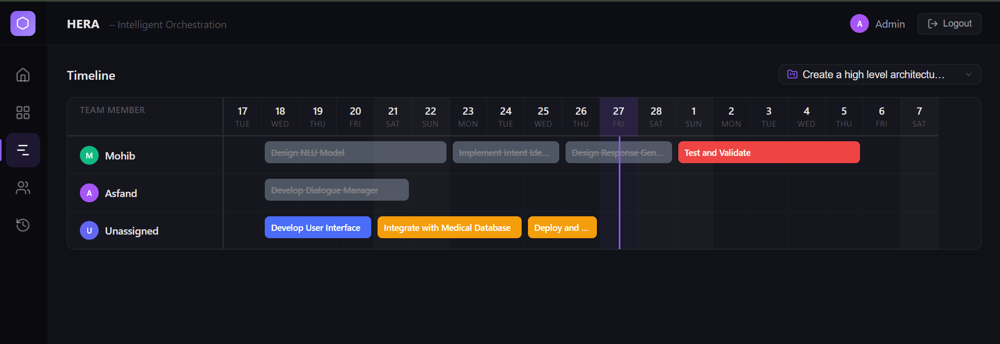 HERA – Intelligent Orchestration
A Admin Logout
Timeline
Create a high level architectu…
TEAM MEMBER
17 18 19 20 21 22 23 24 25 26 27 28 1 2 3 4 5 6 7
TUE WED THU FRI SAT SUN MON TUE WED THU FRI SAT SUN MON TUE WED THU FRI SAT
M Mohib Design NLU Model Implement Intent Ide... Design Response Gen... Test and Validate
A Asfand Develop Dialogue Manager
U Unassigned Develop User Interface Integrate with Medical Database Deploy and ...